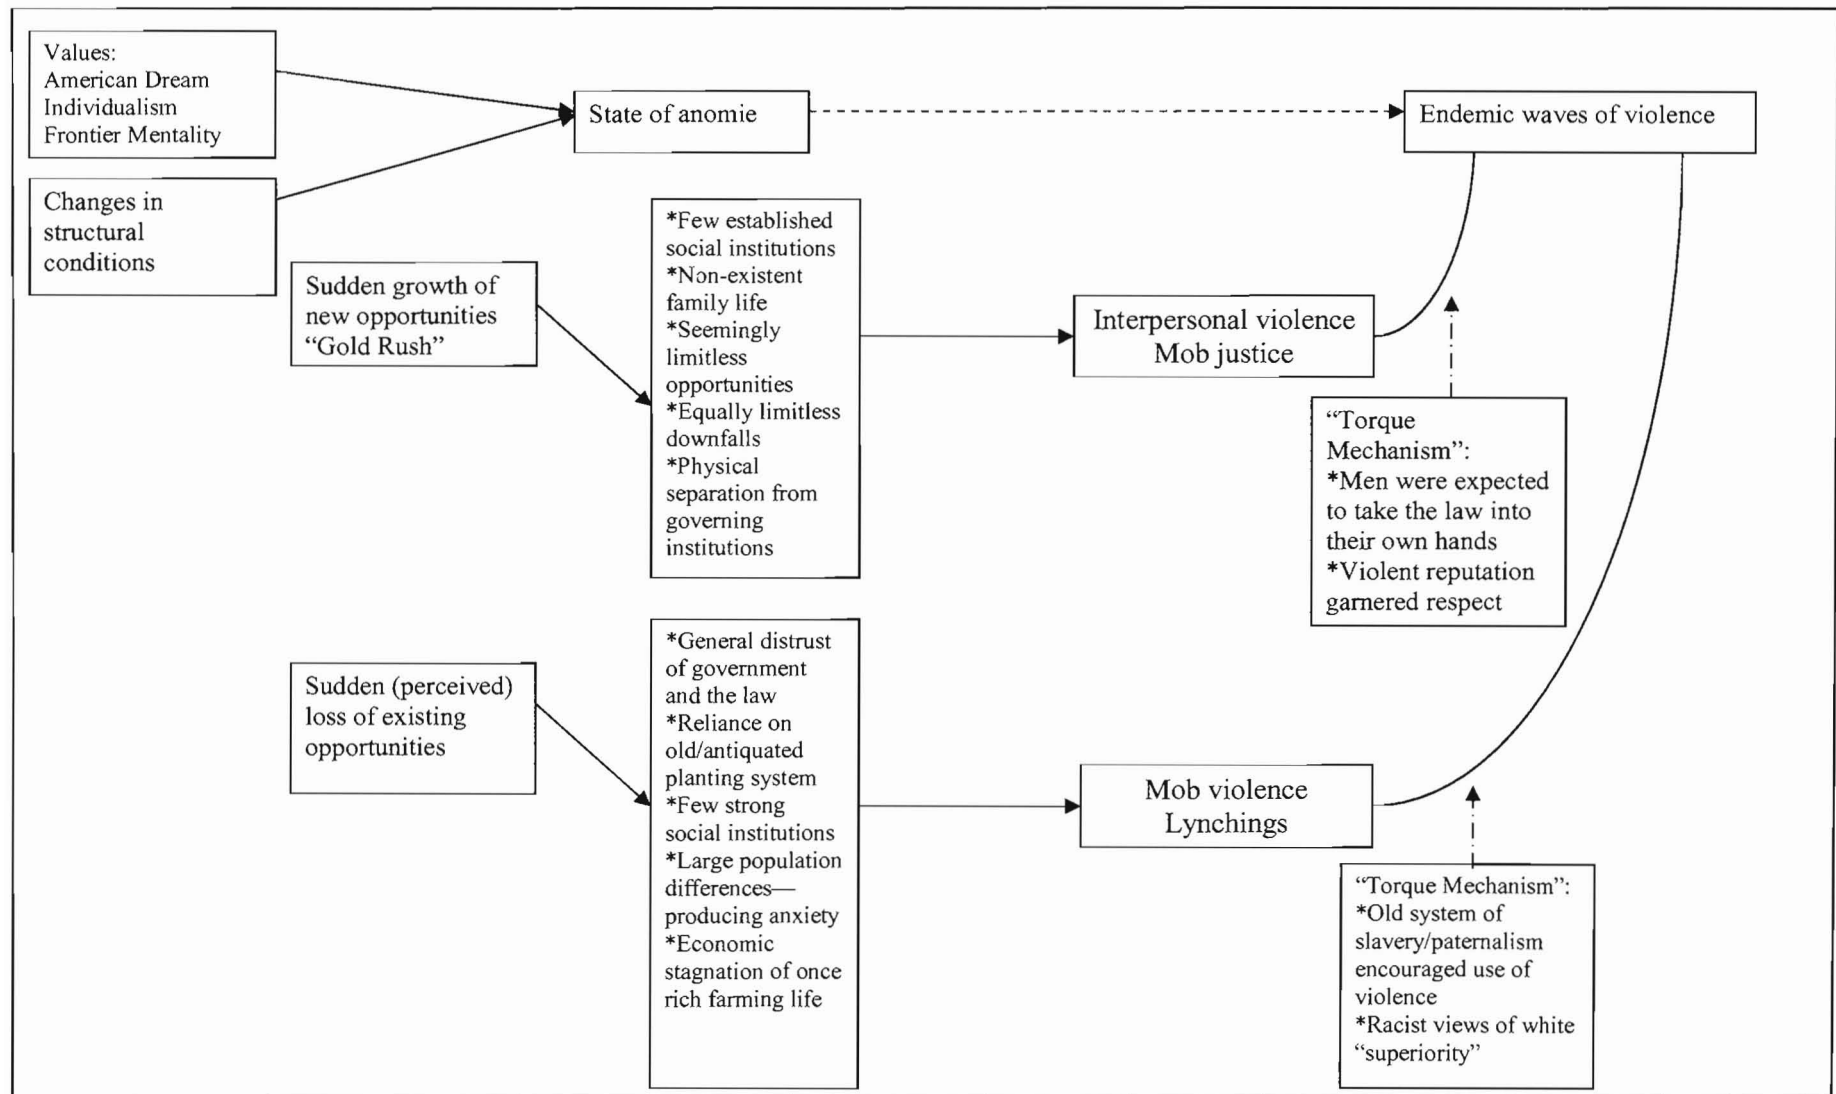 Values:
American Dream
Individualism
Frontier Mentality
State of anomie
Endemic waves of violence
Changes in
structural
conditions
Sudden growth of
new opportunities
“Gold Rush”
*Few established
social institutions
*Non-existent
family life
*Seemingly
limitless
opportunities
*Equally limitless
downfalls
*Physical
separation from
governing
institutions
Interpersonal violence
Mob justice
“Torque
Mechanism”:
*Men were expected
to take the law into
their own hands
*Violent reputation
garnered respect
Sudden (perceived)
loss of existing
opportunities
*General distrust
of government
and the law
*Reliance on
old/antiquated
planting system
*Few strong
social institutions
*Large population
differences—
producing anxiety
*Economic
stagnation of once
rich farming life
Mob violence
Lynchings
“Torque Mechanism”:
*Old system of
slavery/paternalism
encouraged use of
violence
*Racist views of white
“superiority”